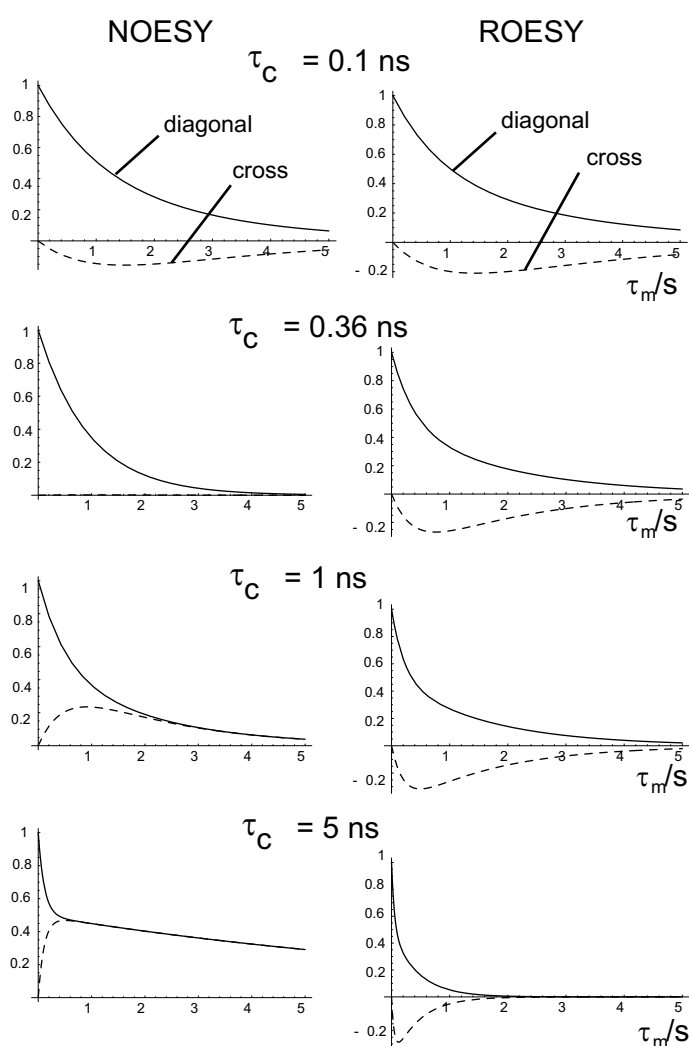 NOESY ROESY
τc = 0.1 ns
1 1
0.8 0.8
diagonal diagonal
0.6 0.6
cross cross
0.4 0.4
0.2 0.2
1 2 3 4 5 1 2 3 4 5
- 0.2
τm/s
τc = 0.36 ns
1 1
0.8 0.8
0.6 0.6
0.4 0.4
0.2 0.2
1 2 3 4 5 1 2 3 4 5
- 0.2 τm/s
τc = 1 ns
1 1
0.8 0.8
0.6 0.6
0.4 0.4
0.2 0.2
1 2 3 4 5 1 2 3 4 5
- 0.2 τm/s
τc = 5 ns
1 1
0.8 0.8
0.6 0.6
0.4 0.4
0.2 0.2
1 2 3 4 5 1 2 3 4 5
- 0.2 τm/s